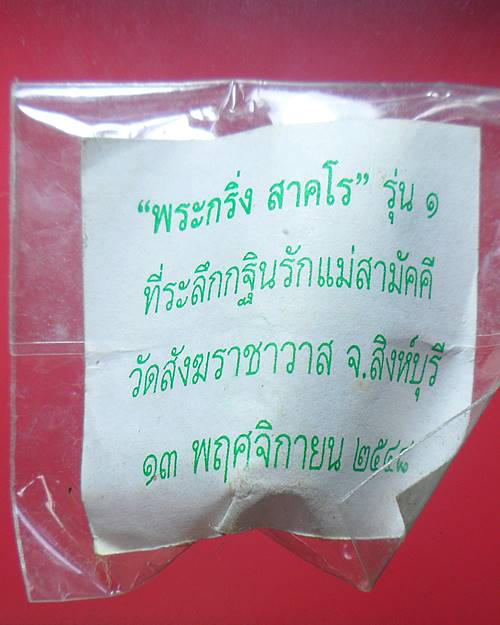 “พระกริ่ง สาคโร” รุ่น ๑
ที่ระลึกกฐินรักแม่สามัคคี
วัดสังฆราชาวาส จ.สิงห์บุรี
๑๓ พฤศจิกายน